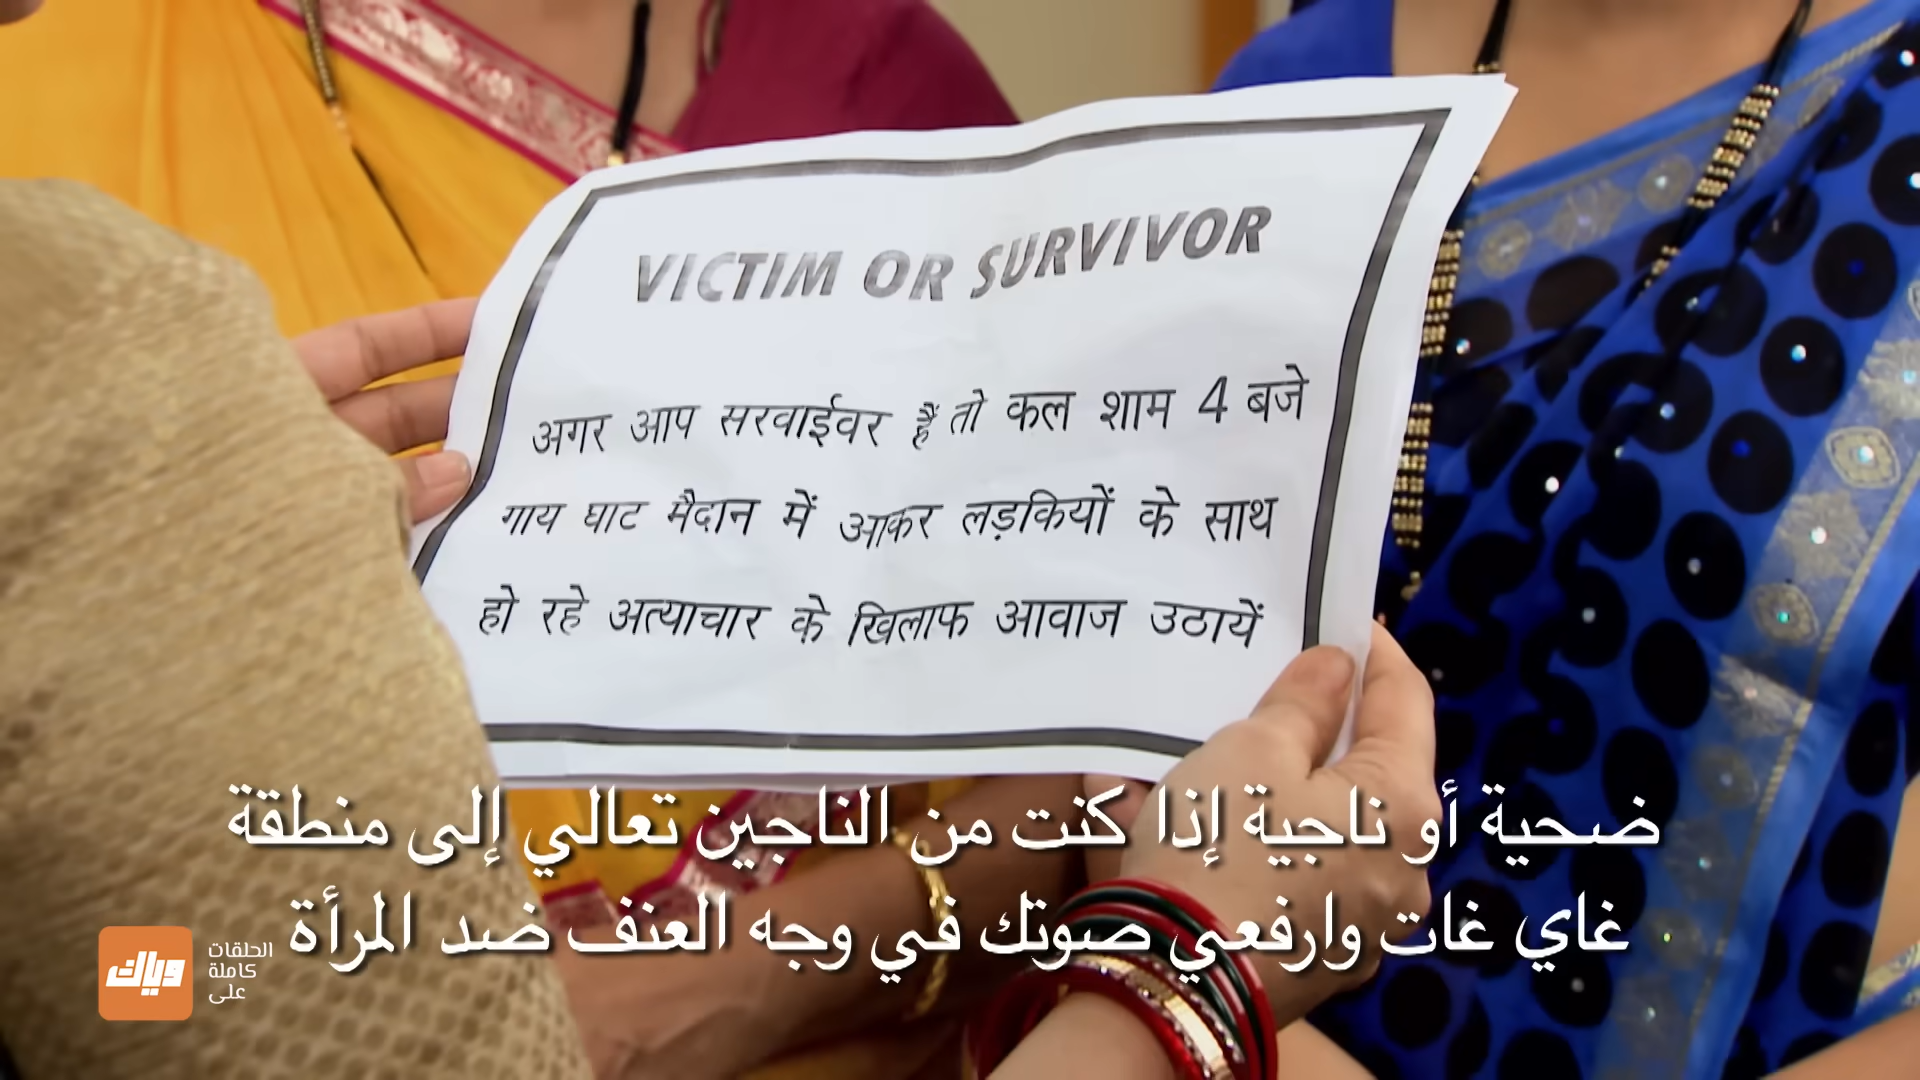 VICTIM OR SURVIVOR
अगर आप सरवाईवर हैं तो कल शाम 4 बजे
गाय घाट मैदान में आकर लड़कियों के साथ
हो रहे अत्याचार के खिलाफ आवाज उठायें
ضحية أو ناجية إذا كنت من الناجين تعالي إلى منطقة
غاي غات وارفعي صوتك في وجه العنف ضد المرأة
وياك
الحلقات
كاملة
على